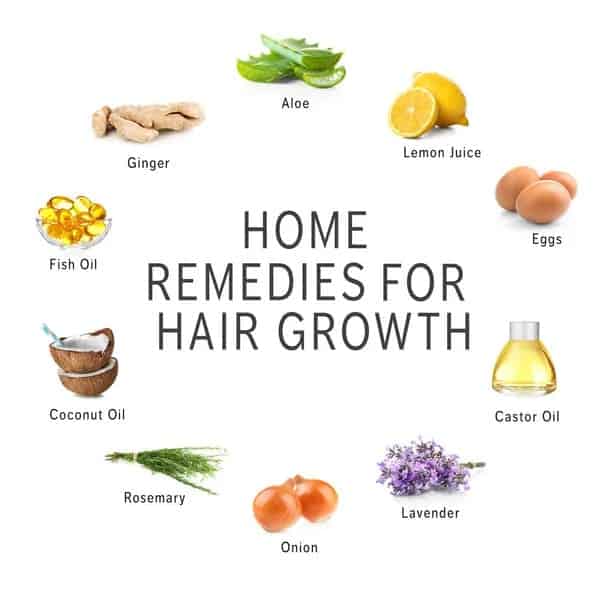 HOME
REMEDIES FOR
HAIR GROWTH
Aloe
Lemon Juice
Eggs
Castor Oil
Lavender
Onion
Rosemary
Coconut Oil
Fish Oil
Ginger